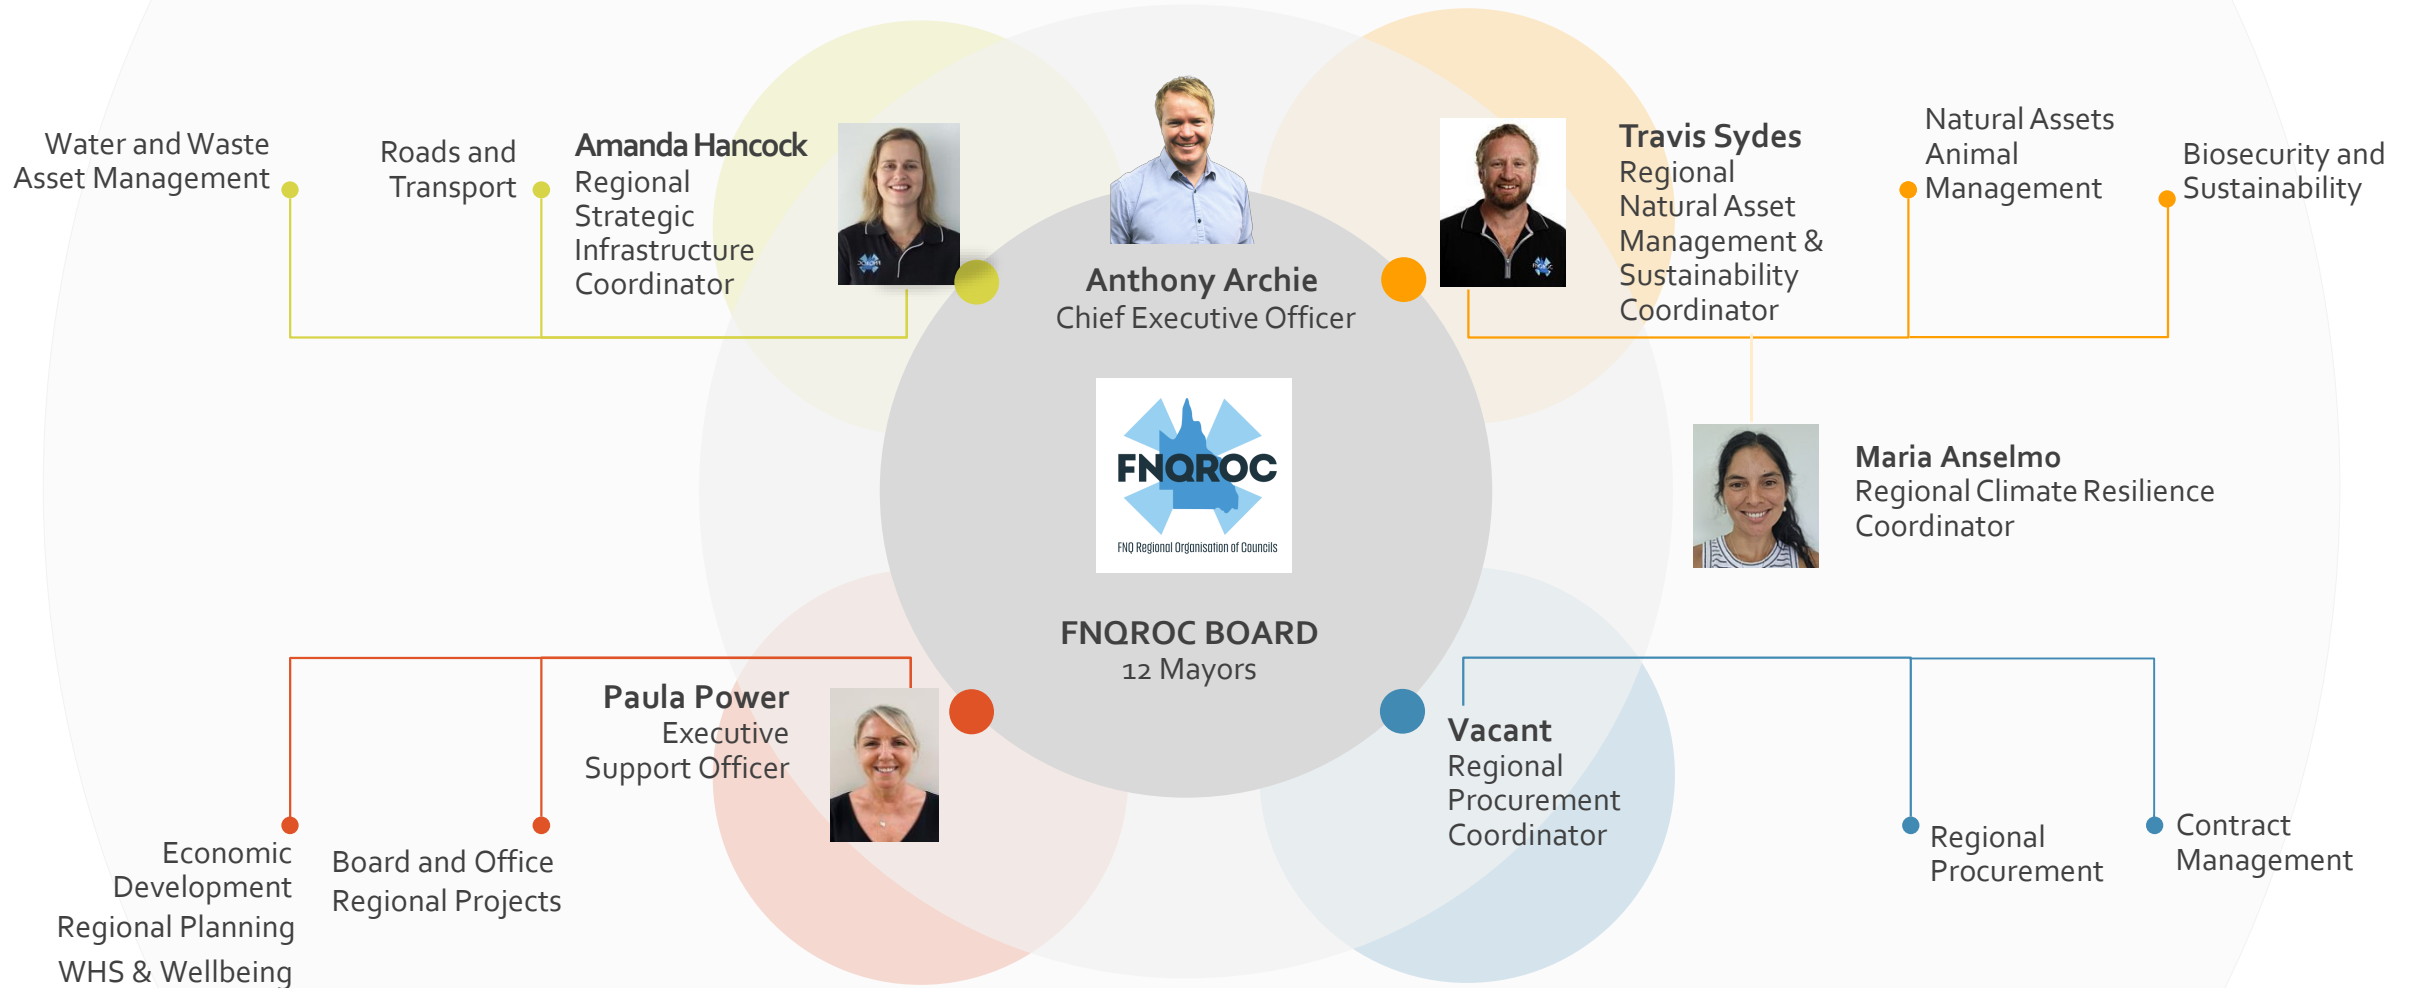 Water and Waste
Asset Management
Roads and
Transport
Amanda Hancock
Regional
Strategic
Infrastructure
Coordinator
Anthony Archie
Chief Executive Officer
Travis Sydes
Regional
Natural Asset
Management &
Sustainability
Coordinator
Natural Assets
Animal
Management
Biosecurity and
Sustainability
FNQROC
FNQ Regional Organisation of Councils
Maria Anselmo
Regional Climate Resilience
Coordinator
FNQROC BOARD
12 Mayors
Paula Power
Executive
Support Officer
Vacant
Regional
Procurement
Coordinator
Economic
Development
Regional Planning
WHS & Wellbeing
Board and Office
Regional Projects
Regional
Procurement
Contract
Management